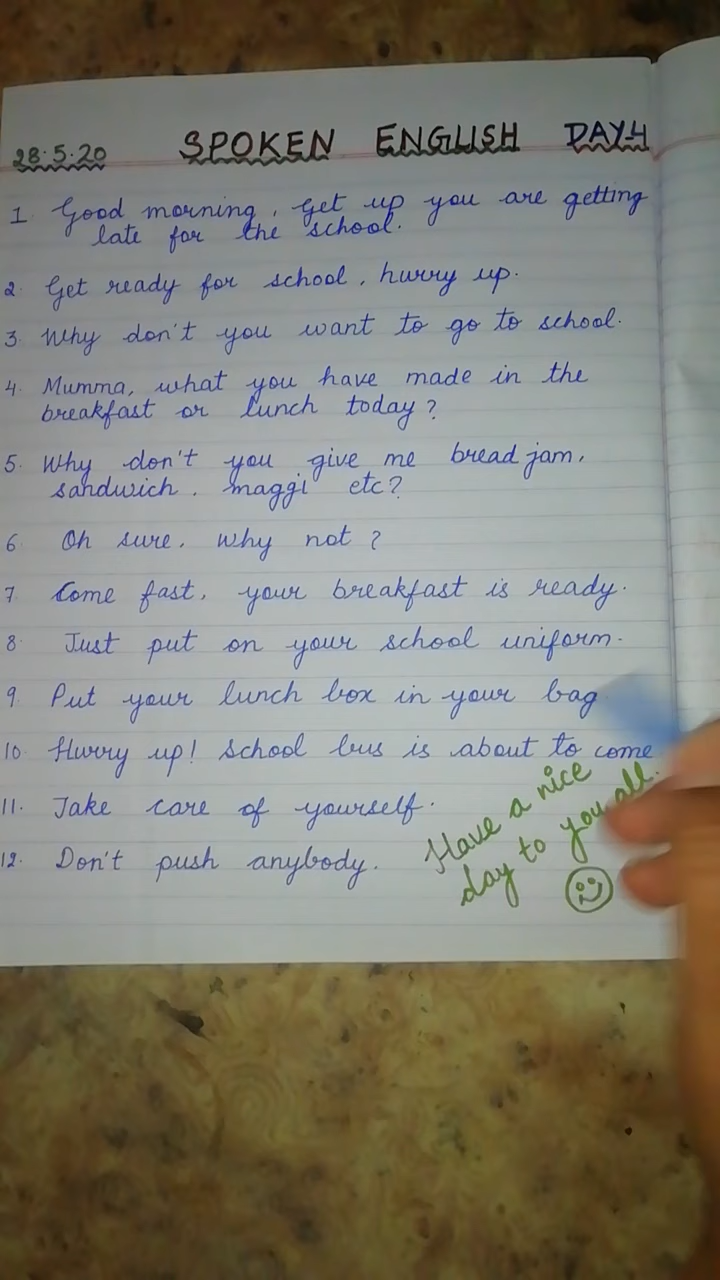 28.5.20 SPOKEN ENGLISH DAY-4
1. Good morning, Get up you are getting
late for the school.
2. Get ready for school, hurry up.
3. Why don't you want to go to school.
4. Mumma, what you have made in the
breakfast or lunch today?
5. Why don't you give me bread jam,
sandwich, maggi etc?
6. Oh sure, why not?
7. Come fast, your breakfast is ready.
8. Just put on your school uniform.
9. Put your lunch box in your bag
10. Hurry up! School bus is about to come
11. Take care of yourself.
12. Don't push anybody.
Have a nice
day to you all.